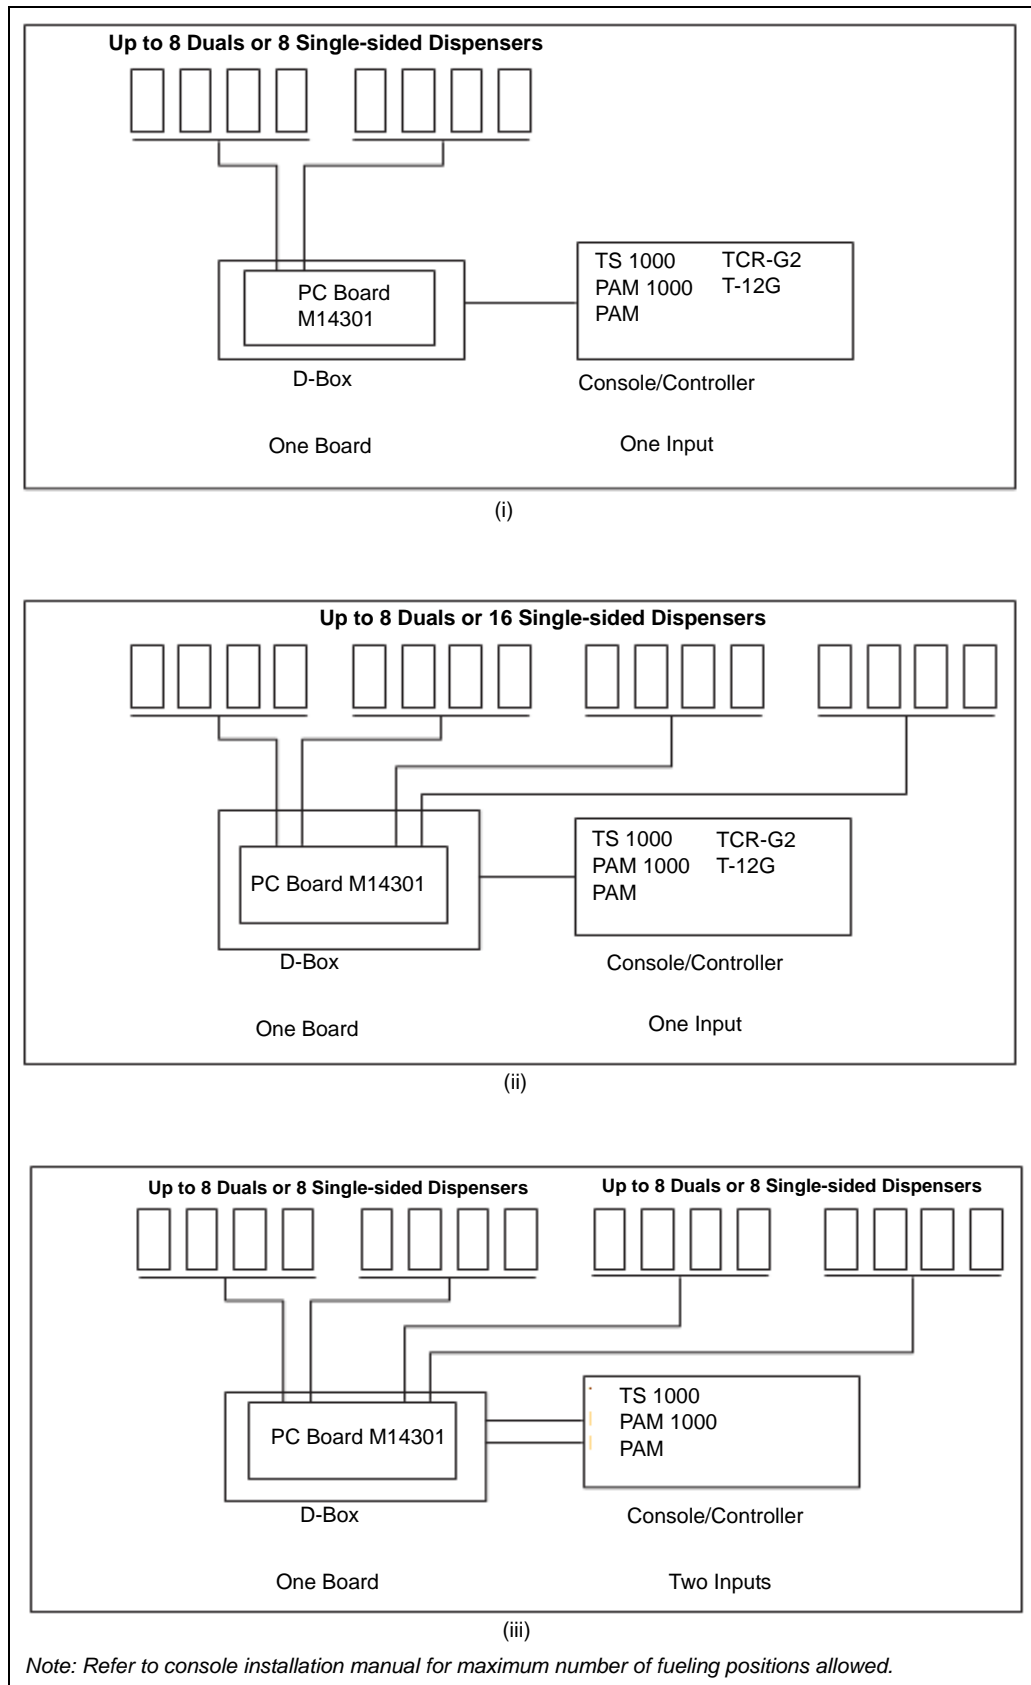 Up to 8 Duals or 8 Single-sided Dispensers
PC Board
M14301
D-Box
One Board
TS 1000 TCR-G2
PAM 1000 T-12G
PAM
Console/Controller
One Input
(i)
Up to 8 Duals or 16 Single-sided Dispensers
PC Board M14301
D-Box
One Board
TS 1000 TCR-G2
PAM 1000 T-12G
PAM
Console/Controller
One Input
(ii)
Up to 8 Duals or 8 Single-sided Dispensers
Up to 8 Duals or 8 Single-sided Dispensers
PC Board M14301
D-Box
One Board
TS 1000
PAM 1000
PAM
Console/Controller
Two Inputs
(iii)
Note: Refer to console installation manual for maximum number of fueling positions allowed.